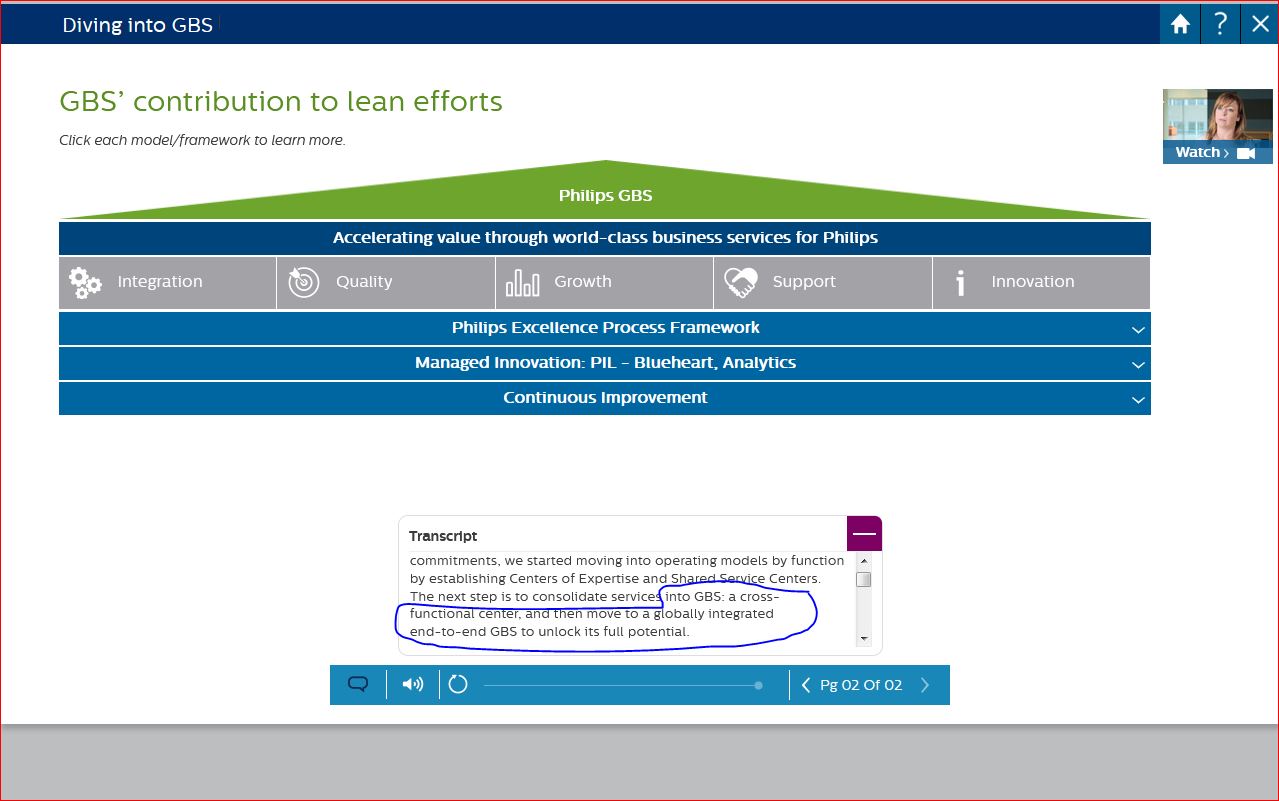 Diving into GBS
?
GBS' contribution to lean efforts
Click each model/framework to learn more.
Watch
Philips GBS
Accelerating value through world-class business services for Philips
Integration
Quality
Growth
Support
Innovation
Philips Excellence Process Framework
Managed Innovation: PIL - Blueheart, Analytics
Continuous Improvement
Transcript
commitments, we started moving into operating models by function
by establishing Centers of Expertise and Shared Service Centers.
The next step is to consolidate services into GBS: a cross-
functional center, and then move to a globally integrated
end-to-end GBS to unlock its full potential.
Pg 02 Of 02